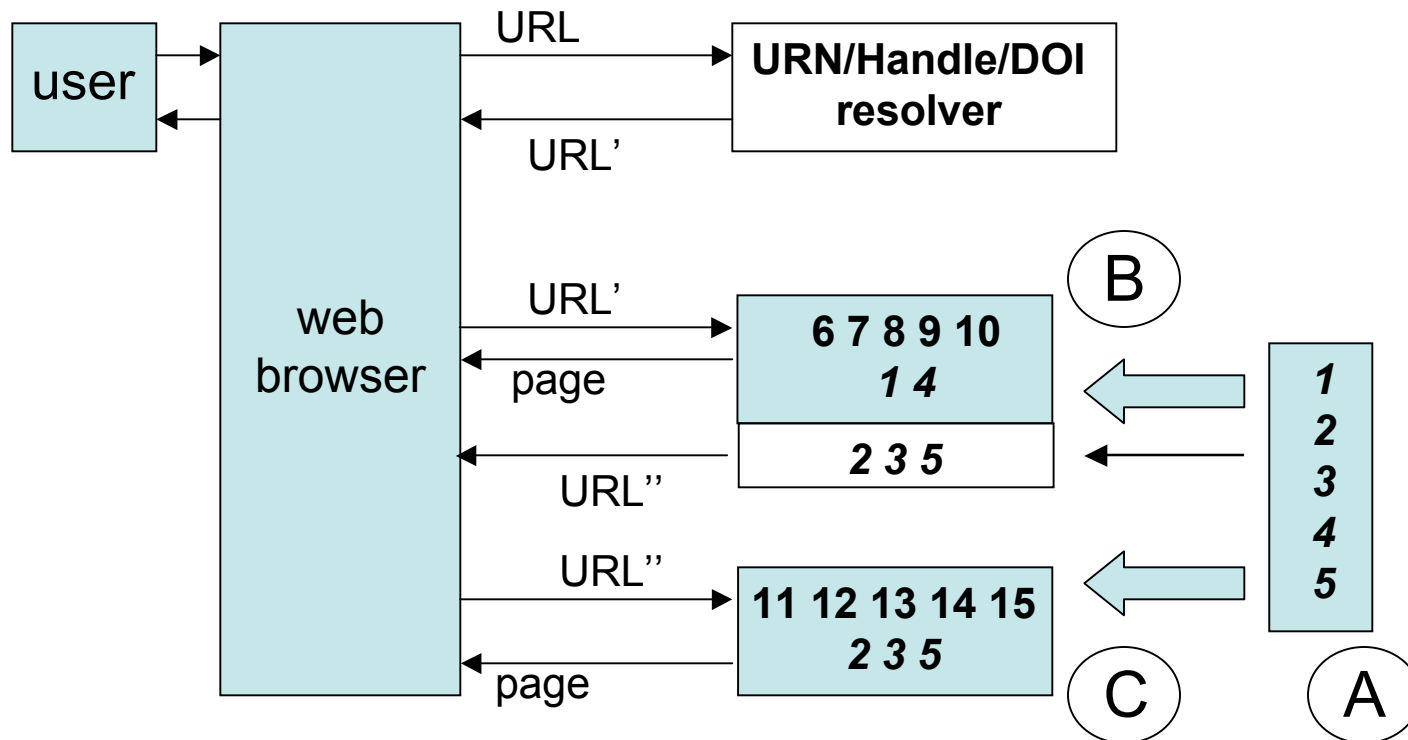 user
web
browser
URL
URN/Handle/DOI
resolver
URL’
URL’
page
6 7 8 9 10
1 4
2 3 5
URL’’
B
URL’’
11 12 13 14 15
2 3 5
page
C
1
2
3
4
5
A